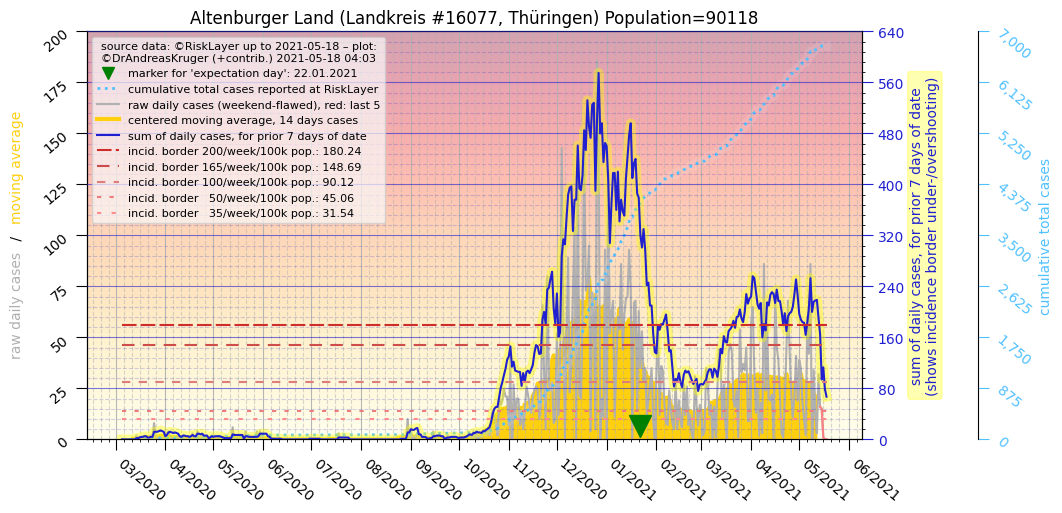 Altenburger Land (Landkreis #16077, Thüringen) Population=90118
source data: ©RiskLayer up to 2021-05-18 – plot:
©DrAndreasKruger (+contrib.) 2021-05-18 04:03
marker for 'expectation day': 22.01.2021
cumulative total cases reported at RiskLayer
raw daily cases (weekend-flawed), red: last 5
centered moving average, 14 days cases
sum of daily cases, for prior 7 days of date
incid. border 200/week/100k pop.: 180.24
incid. border 165/week/100k pop.: 148.69
incid. border 100/week/100k pop.: 90.12
incid. border   50/week/100k pop.: 45.06
incid. border   35/week/100k pop.: 31.54
raw daily cases / moving average
200
175
150
125
100
75
50
25
0
03/2020
04/2020
05/2020
06/2020
07/2020
08/2020
09/2020
10/2020
11/2020
12/2020
01/2021
02/2021
03/2021
04/2021
05/2021
06/2021
640
560
480
400
320
240
160
80
0
sum of daily cases, for prior 7 days of date
(shows incidence border under-/overshooting)
7,000
6,125
5,250
4,375
3,500
2,625
1,750
875
0
cumulative total cases